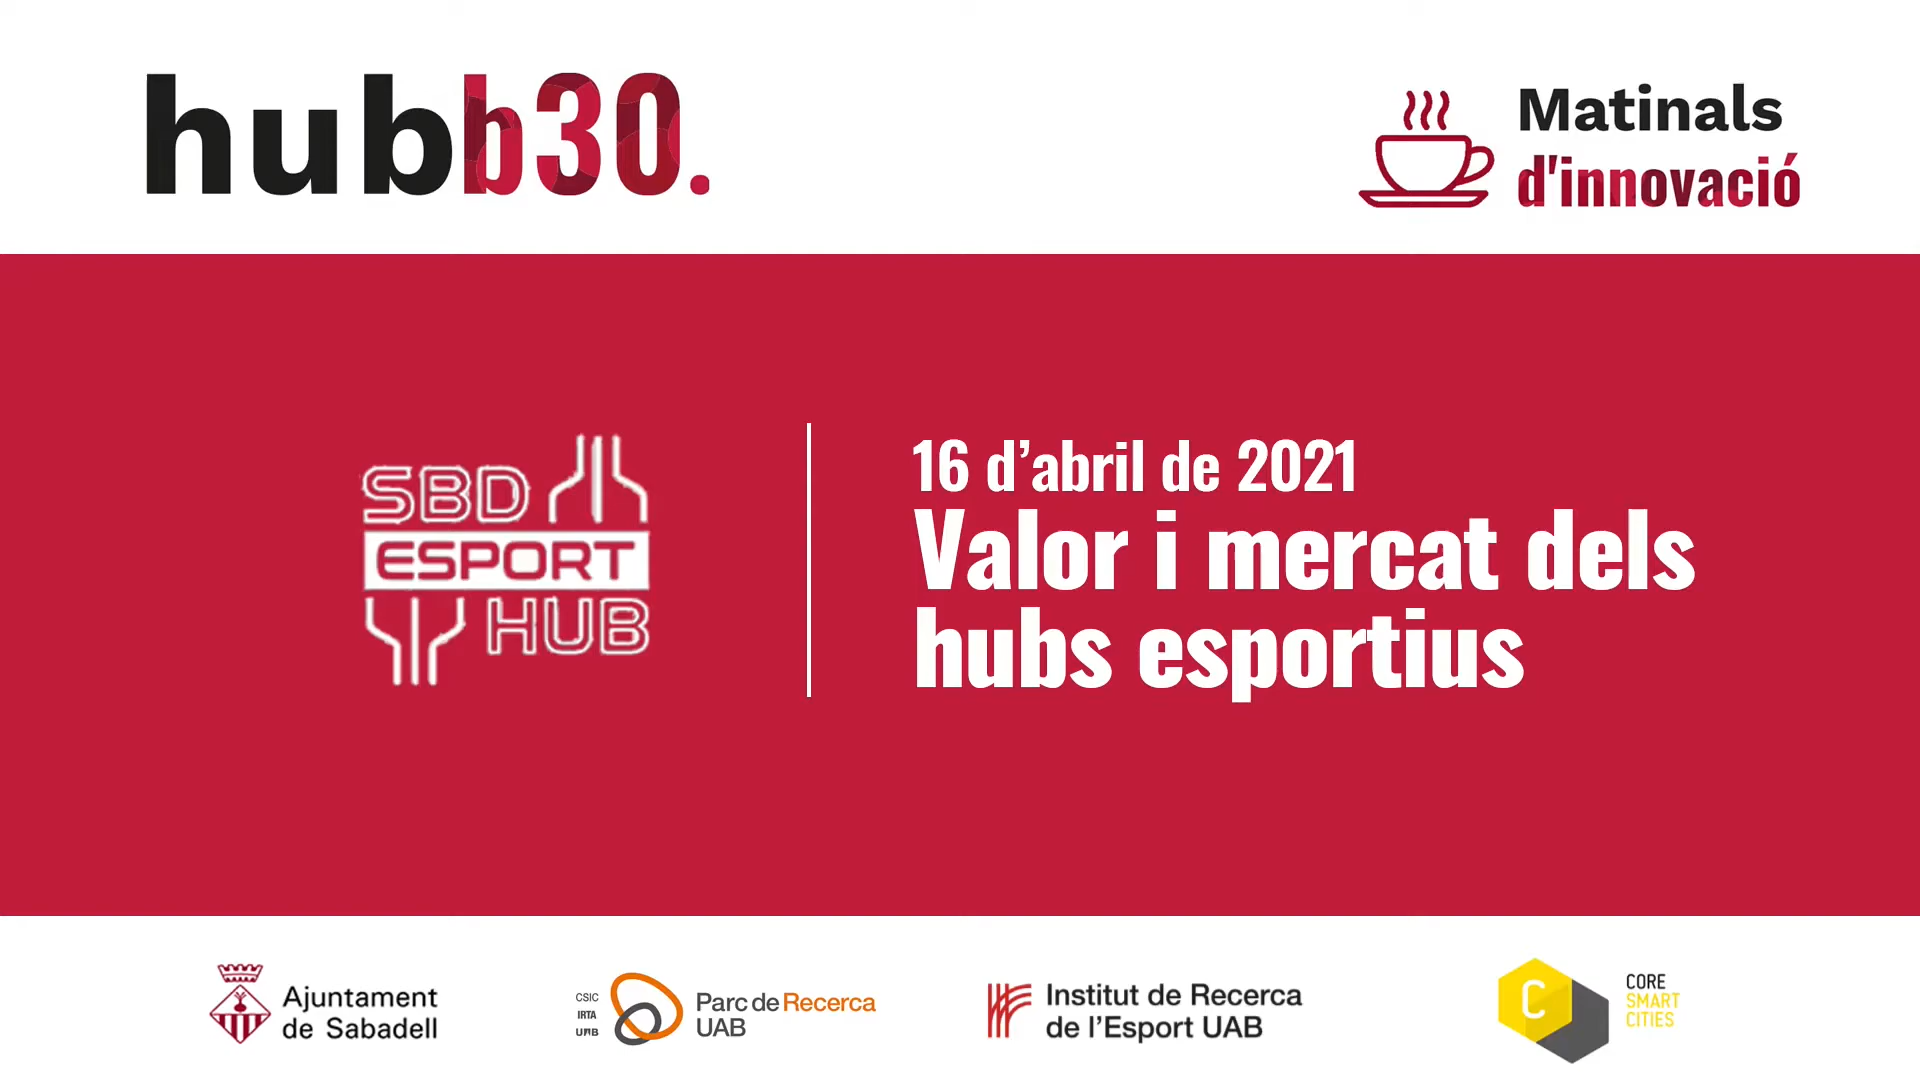 hubb30.
Matinals
d'innovació
SBD
ESPORT
HUB
16 d’abril de 2021
Valor i mercat dels
hubs esportius
Ajuntament
de Sabadell
CSIC
IRTA
UAB
Parc de Recerca
UAB
Institut de Recerca
de l’Esport UAB
C
CORE
SMART
CITIES